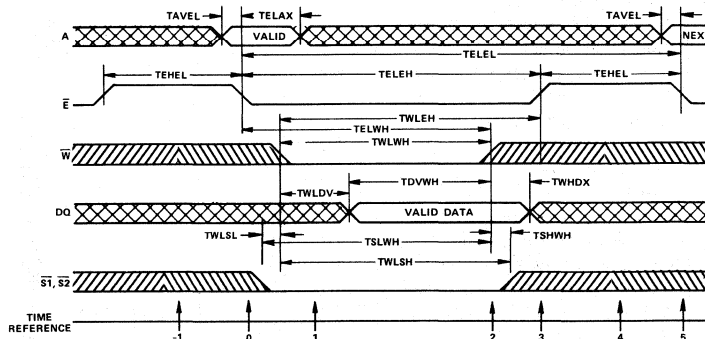 TAVEL TELAX TAVEL
A VALID NEX
TELEL
TEHEL TELEH TEHEL
E
TWLEH
TELWH
TWLWH
W
TWLDV TDVWH TWHDX
DQ VALID DATA
TWLSL TSLWH TSHWH
TWLSH
S1, S2
TIME
REFERENCE
-1 0 1 2 3 4 5